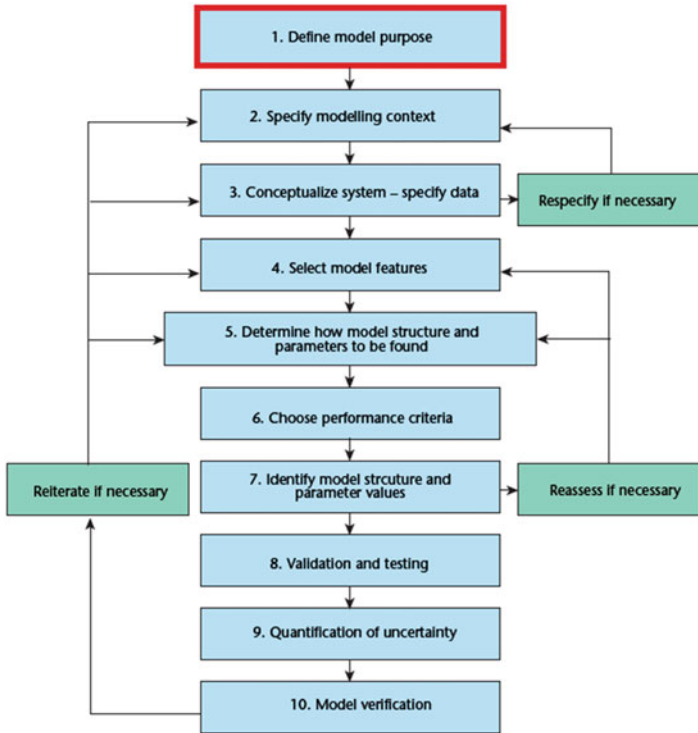 1. Define model purpose
2. Specify modelling context
3. Conceptualize system – specify data
Respecify if necessary
4. Select model features
5. Determine how model structure and
parameters to be found
6. Choose performance criteria
Reiterate if necessary
7. Identify model strcuture and
parameter values
Reassess if necessary
8. Validation and testing
9. Quantification of uncertainty
10. Model verification